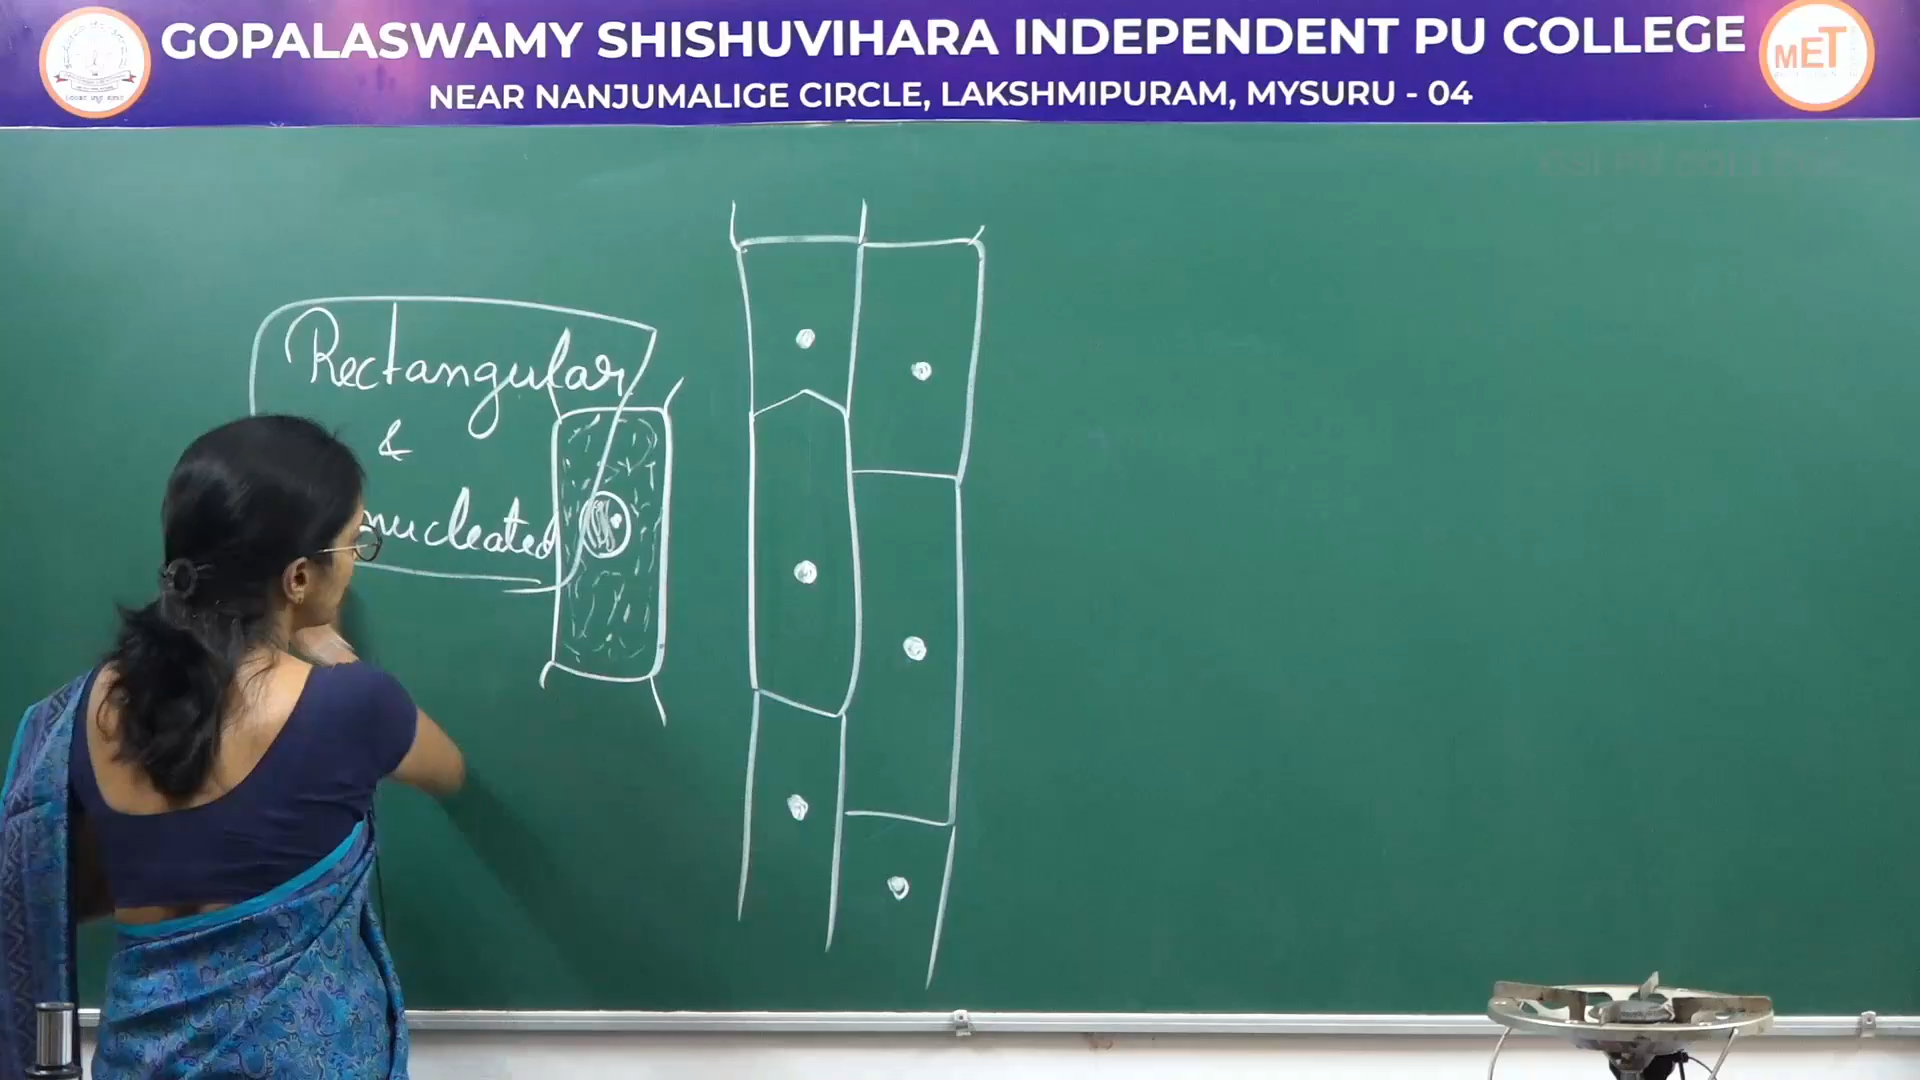 GOPALASWAMY SHISHUVIHARA INDEPENDENT PU COLLEGE
NEAR NANJUMALIGE CIRCLE, LAKSHMIPURAM, MYSURU - 04
MET
Rectangular
&
nucleated